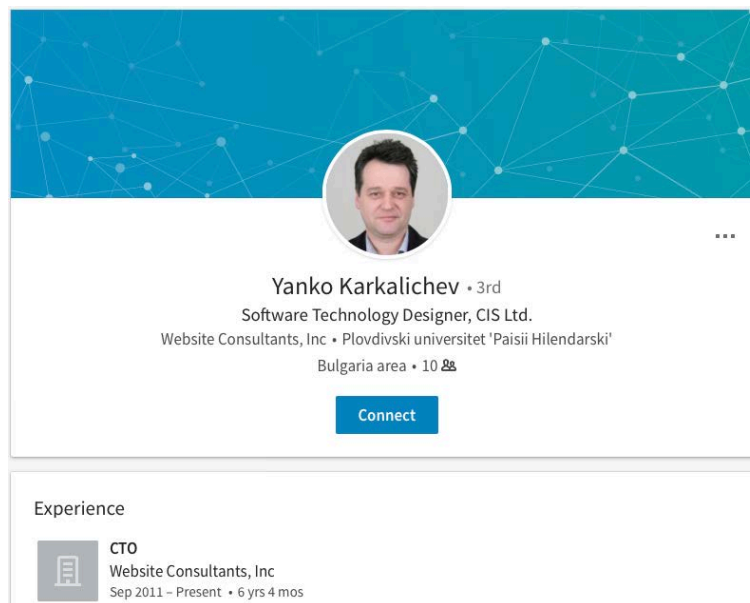 Yanko Karkalichev • 3rd
Software Technology Designer, CIS Ltd.
Website Consultants, Inc • Plovdivski universitet 'Paisii Hilendarski'
Bulgaria area • 10
Connect
Experience
CTO
Website Consultants, Inc
Sep 2011 – Present • 6 yrs 4 mos